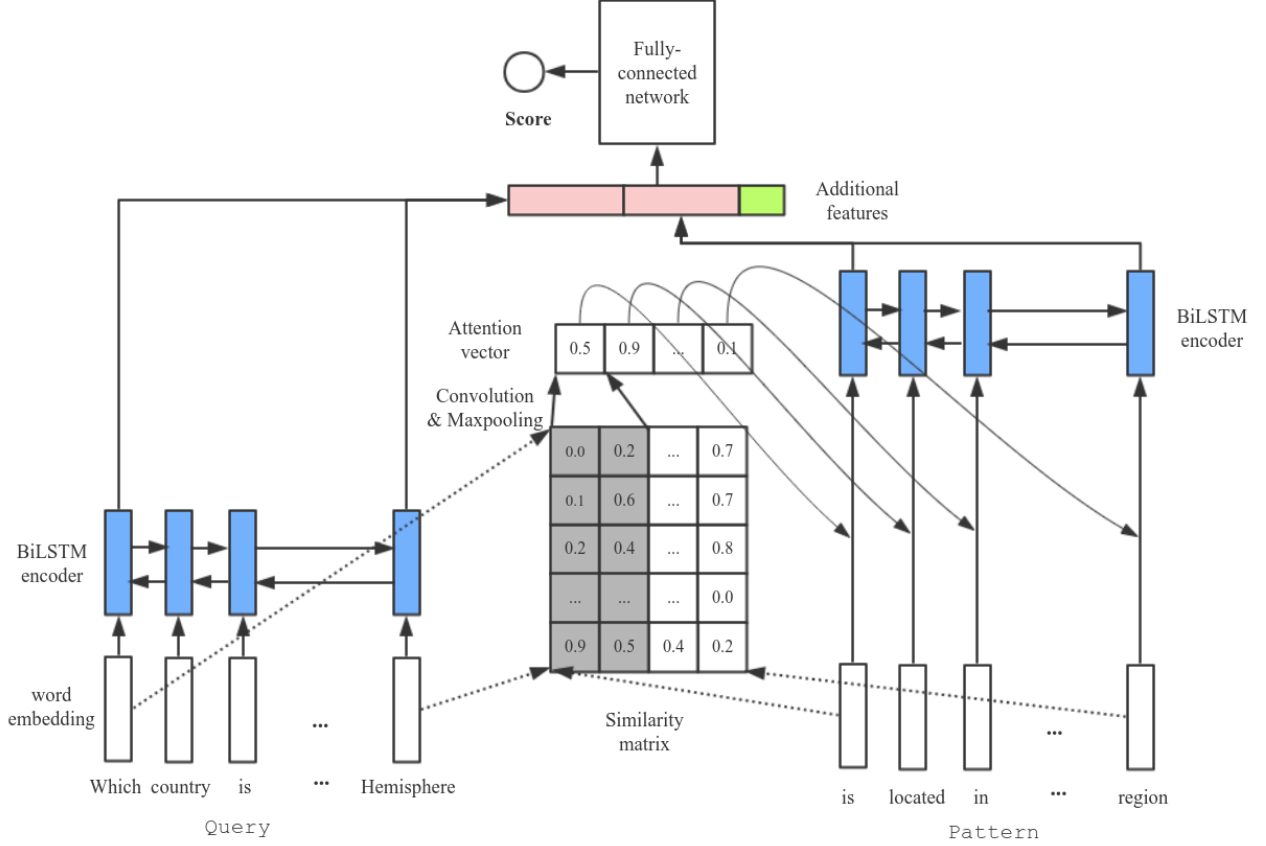 Fully-
connected
network
Score
Additional
features
Attention
vector
0.5 0.9 ... 0.1
BiLSTM
encoder
Convolution
& Maxpooling
0.0 0.2 ... 0.7
0.1 0.6 ... 0.7
0.2 0.4 ... 0.8
... ... ... 0.0
0.9 0.5 0.4 0.2
BiLSTM
encoder
word
embedding
...
Similarity
matrix
...
Which country is ... Hemisphere
is located in ... region
Query
Pattern